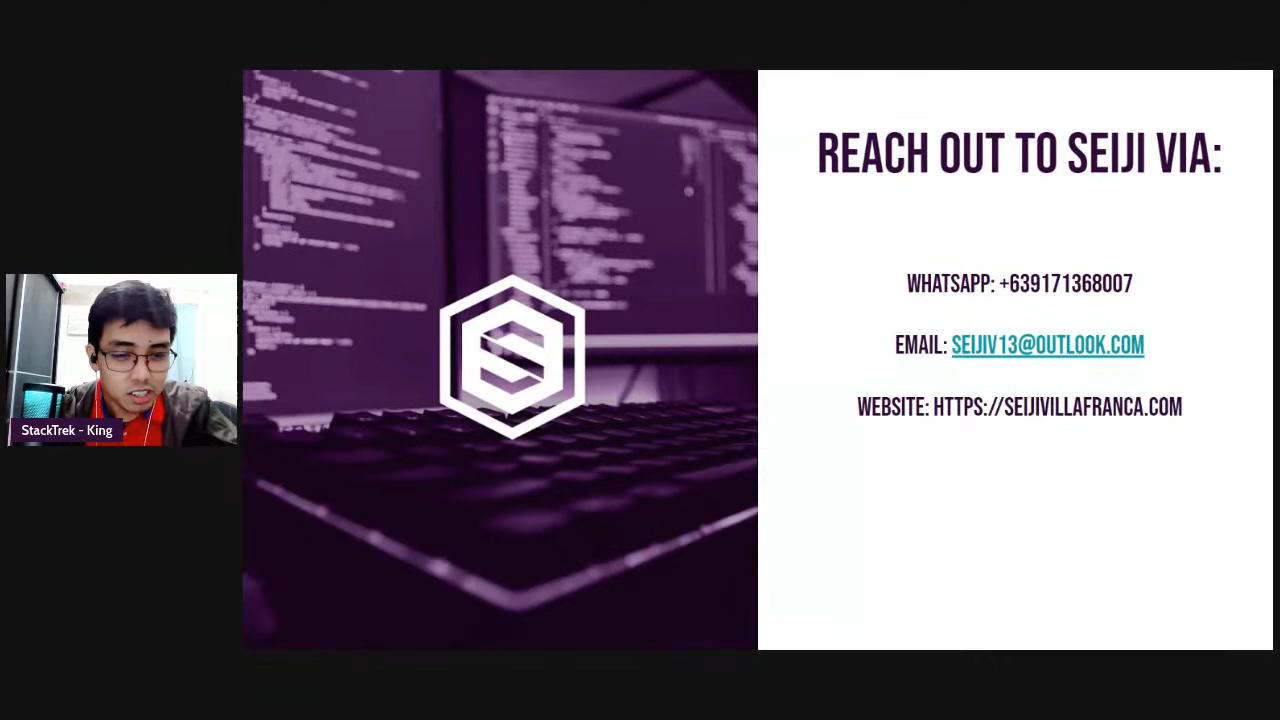 REACH OUT TO SEIJI VIA:
WHATSAPP: +639171368007
EMAIL: SEIJIV13@OUTLOOK.COM
WEBSITE: HTTPS://SEIJIVILLAFRANCA.COM
StackTrek - King